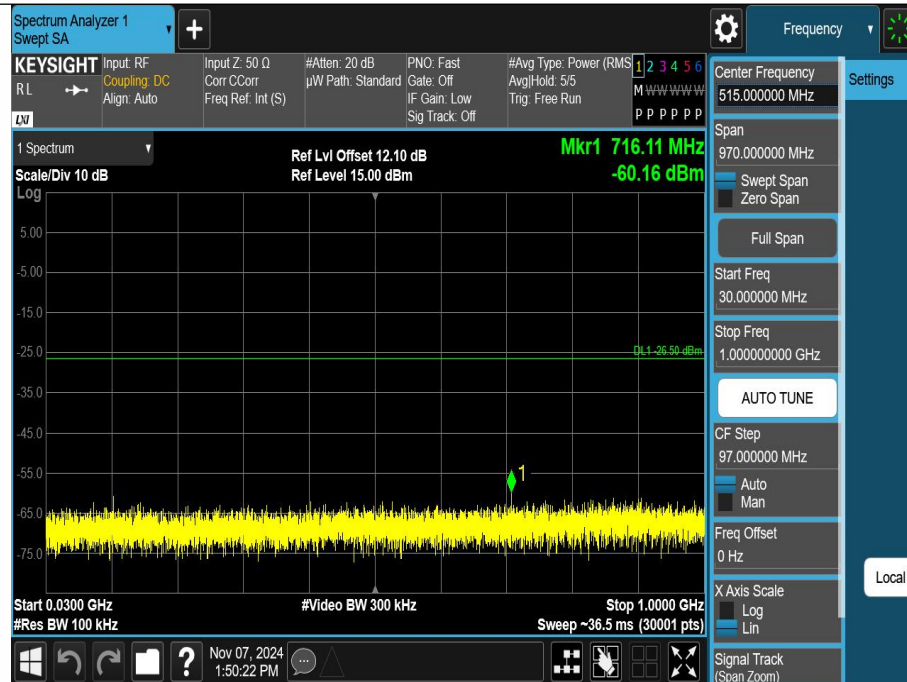 Spectrum Analyzer 1
Swept SA
+
Frequency
KEYSIGHT
RL
LXI
Input: RF
Coupling: DC
Align: Auto
Input Z: 50 Ω
Corr CCorr
Freq Ref: Int (S)
#Atten: 20 dB
µW Path: Standard
PNO: Fast
Gate: Off
IF Gain: Low
Sig Track: Off
#Avg Type: Power (RMS
Avg|Hold: 5/5
Trig: Free Run
1 2 3 4 5 6
M W W W W W
P P P P P P
1 Spectrum
Scale/Div 10 dB
Log
Ref Lvl Offset 12.10 dB
Ref Level 15.00 dBm
Mkr1 716.11 MHz
-60.16 dBm
5.00
-5.00
-15.0
-25.0
DL1 -26.50 dBm
-35.0
-45.0
-55.0
1
-65.0
-75.0
Start 0.0300 GHz
#Res BW 100 kHz
#Video BW 300 kHz
Stop 1.0000 GHz
Sweep ~36.5 ms (30001 pts)
Nov 07, 2024
1:50:22 PM
Center Frequency
515.000000 MHz
Span
970.000000 MHz
Swept Span
Zero Span
Full Span
Start Freq
30.000000 MHz
Stop Freq
1.000000000 GHz
AUTO TUNE
CF Step
97.000000 MHz
Auto
Man
Freq Offset
0 Hz
X Axis Scale
Log
Lin
Signal Track
(Span Zoom)
Settings
Local